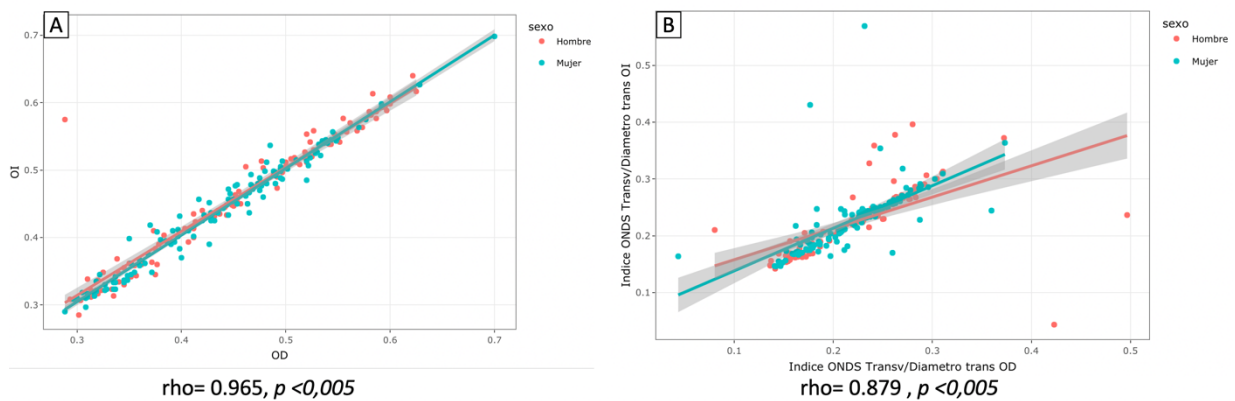 A
sexo
Hombre
Mujer
0.7
0.6
0.5
0.4
0.3
OI
0.3 0.4 0.5 0.6 0.7
OD
rho= 0.965, p <0,005
B
sexo
Hombre
Mujer
0.5
0.4
0.3
0.2
0.1
Indice ONDS Transv/Diametro trans OI
0.1 0.2 0.3 0.4 0.5
Indice ONDS Transv/Diametro trans OD
rho= 0.879 , p <0,005